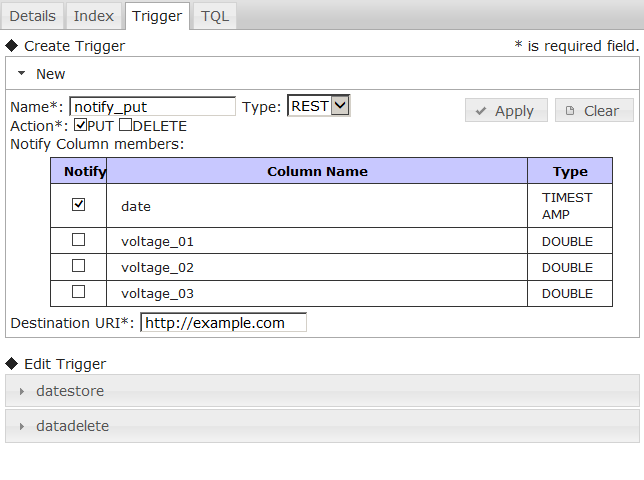 Details Index Trigger TQL
◆ Create Trigger * is required field.
New
Name*: notify_put Type: REST Apply Clear
Action*: PUT DELETE
Notify Column members:
Notify Column Name Type
date TIMEST
AMP
voltage_01 DOUBLE
voltage_02 DOUBLE
voltage_03 DOUBLE
Destination URI*: http://example.com
◆ Edit Trigger
datestore
datadelete